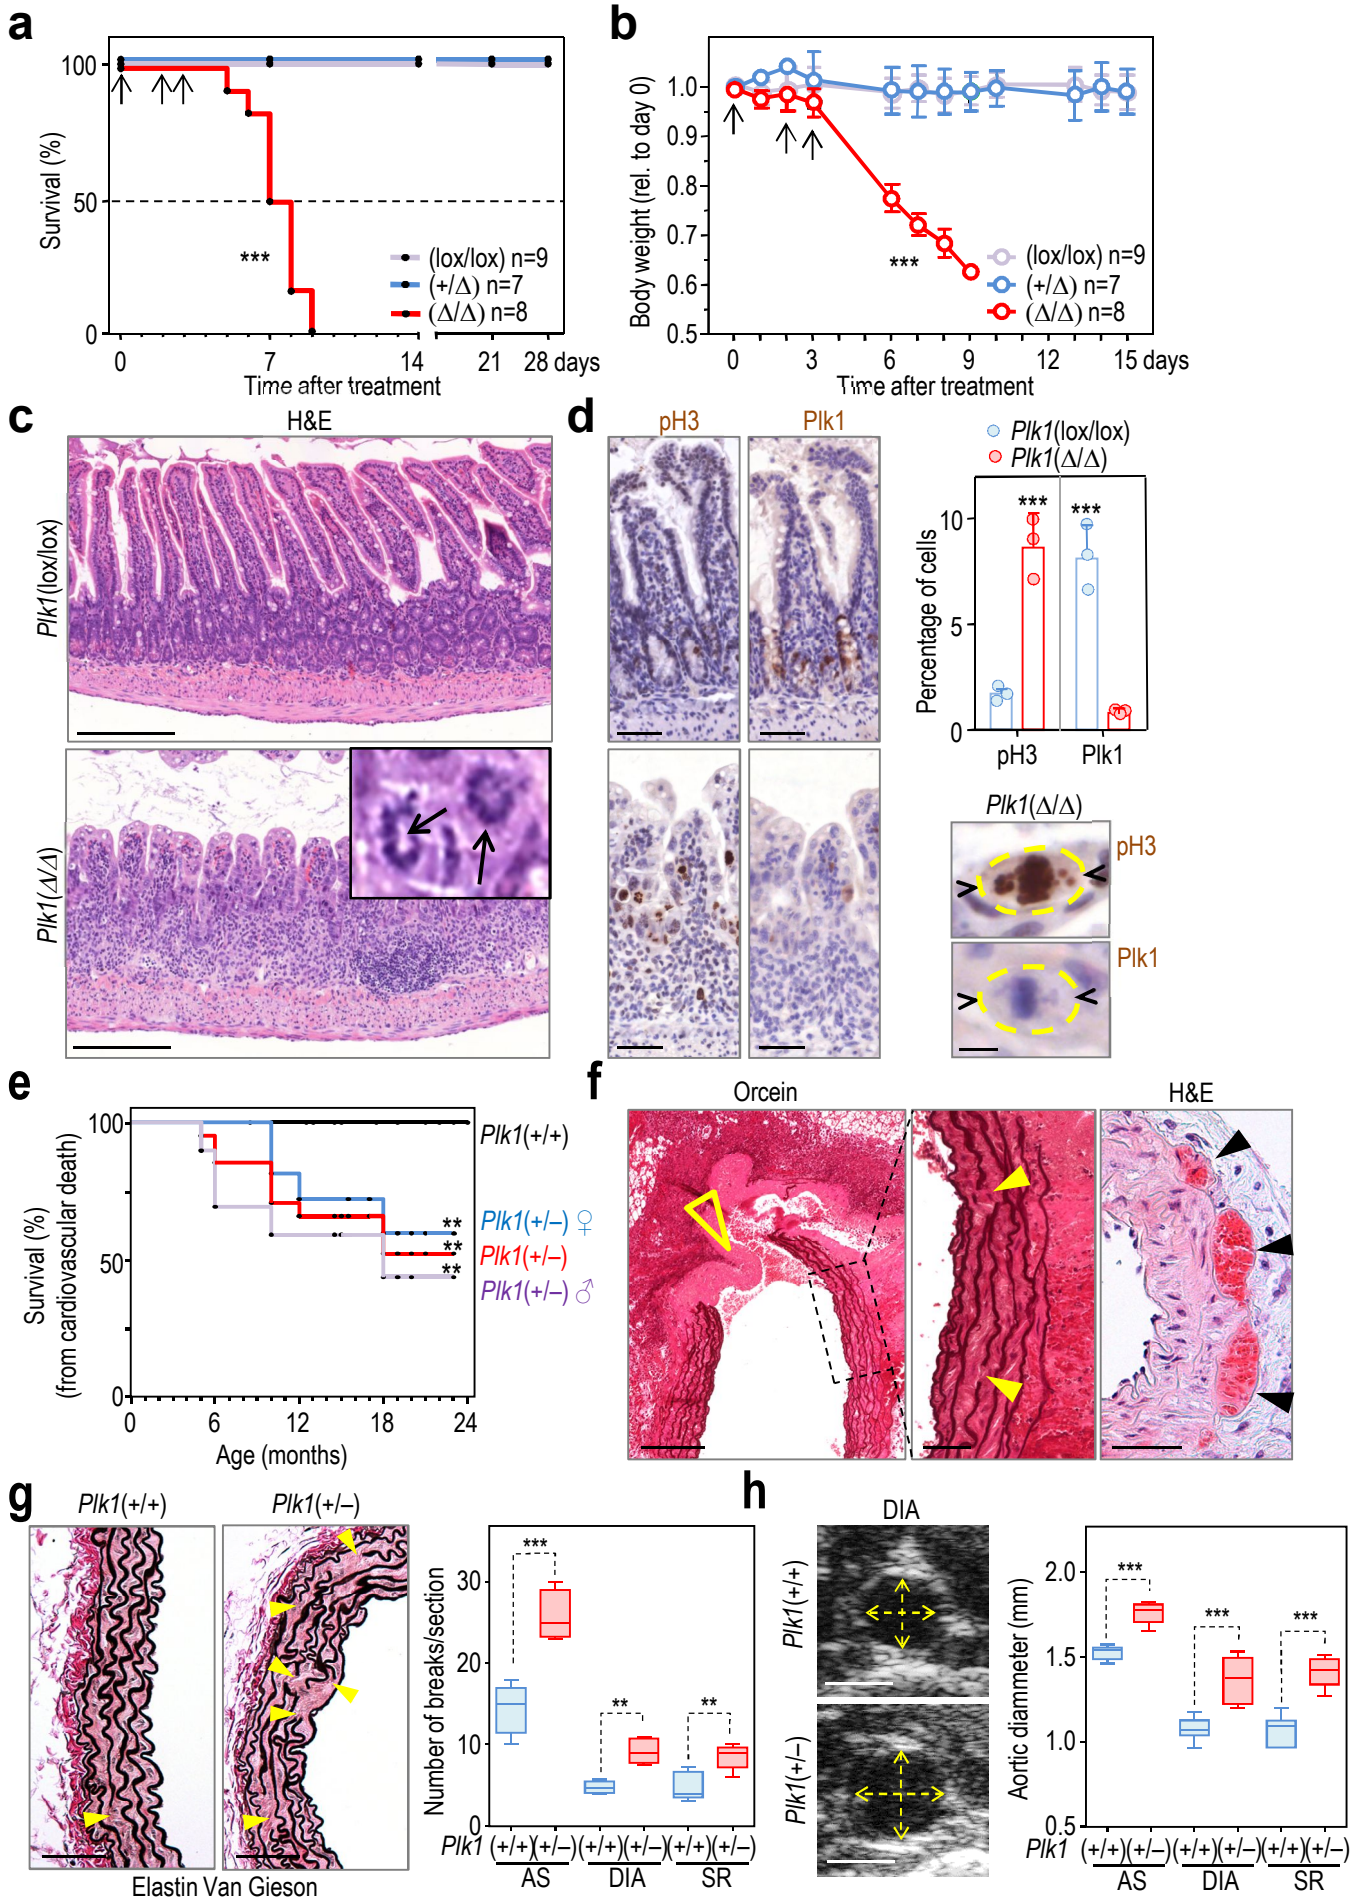 a
Survival (%)
100
50
0
***
(lox/lox) n=9
(+/Δ) n=7
(Δ/Δ) n=8
0 7 14 21 28 days
Time after treatment
b
Body weight (rel. to day 0)
1.0
0.9
0.8
0.7
0.6
0.5
***
(lox/lox) n=9
(+/Δ) n=7
(Δ/Δ) n=8
0 3 6 9 12 15 days
Time after treatment
c
H&E
Plk1(lox/lox)
Plk1(Δ/Δ)
d
pH3 Plk1
Plk1(lox/lox)
Plk1(Δ/Δ)
Percentage of cells
10
5
0
*** ***
pH3 Plk1
Plk1(Δ/Δ)
pH3
Plk1
e
Survival (%)
(from cardiovascular death)
100
50
0
Plk1(+/+)
Plk1(+/–) ♀
Plk1(+/–)
Plk1(+/–) ♂
**
**
**
0 6 12 18 24
Age (months)
f
Orcein H&E
g
Plk1(+/+) Plk1(+/–)
Elastin Van Gieson
Number of breaks/section
30
20
10
0
*** ** **
Plk1 (+/+)(+/–) (+/+)(+/–) (+/+)(+/–)
AS DIA SR
h
DIA
Plk1(+/+)
Plk1(+/–)
Aortic diammeter (mm)
2.0
1.5
1.0
0.5
*** *** ***
Plk1 (+/+)(+/–) (+/+)(+/–) (+/+)(+/–)
AS DIA SR